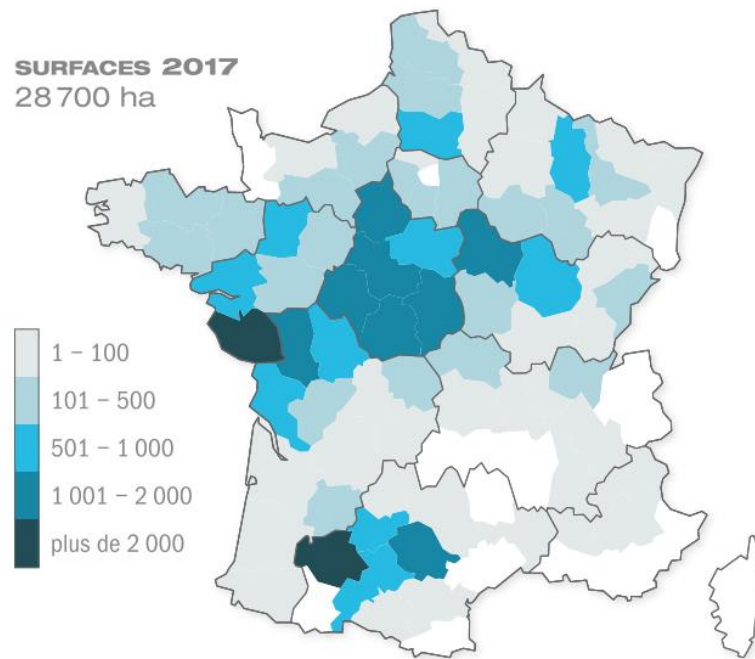 SURFACES 2017
28 700 ha
1 – 100
101 – 500
501 – 1 000
1 001 – 2 000
plus de 2 000